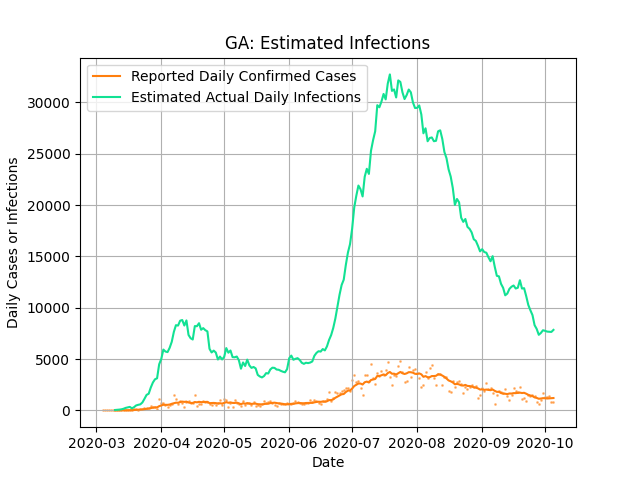 GA: Estimated Infections
Reported Daily Confirmed Cases
Estimated Actual Daily Infections
Daily Cases or Infections
30000
25000
20000
15000
10000
5000
0
2020-03 2020-04 2020-05 2020-06 2020-07 2020-08 2020-09 2020-10
Date